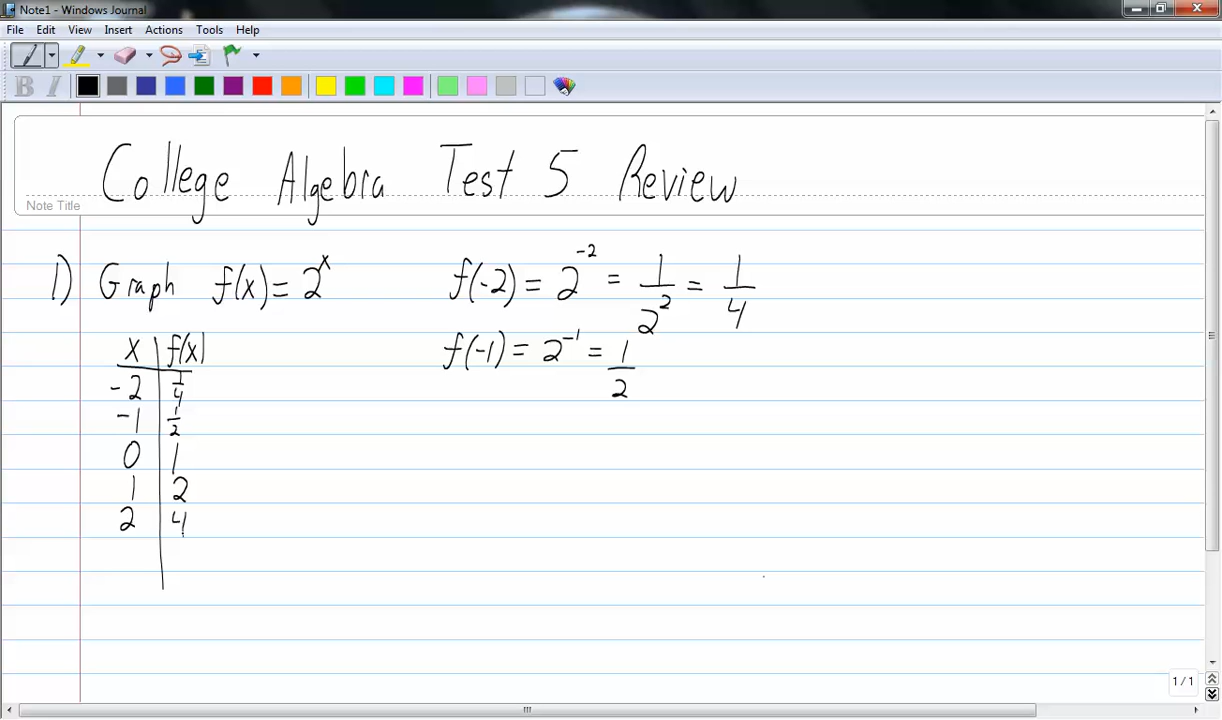 Note1 - Windows Journal
File Edit View Insert Actions Tools Help
B I
College Algebra Test 5 Review
Note Title
1) Graph f(x) = 2^x f(-2) = 2^-2 = 1/2^2 = 1/4
f(-1) = 2^-1 = 1/2
x f(x)
-2 1/4
-1 1/2
0 1
1 2
2 4
1 / 1